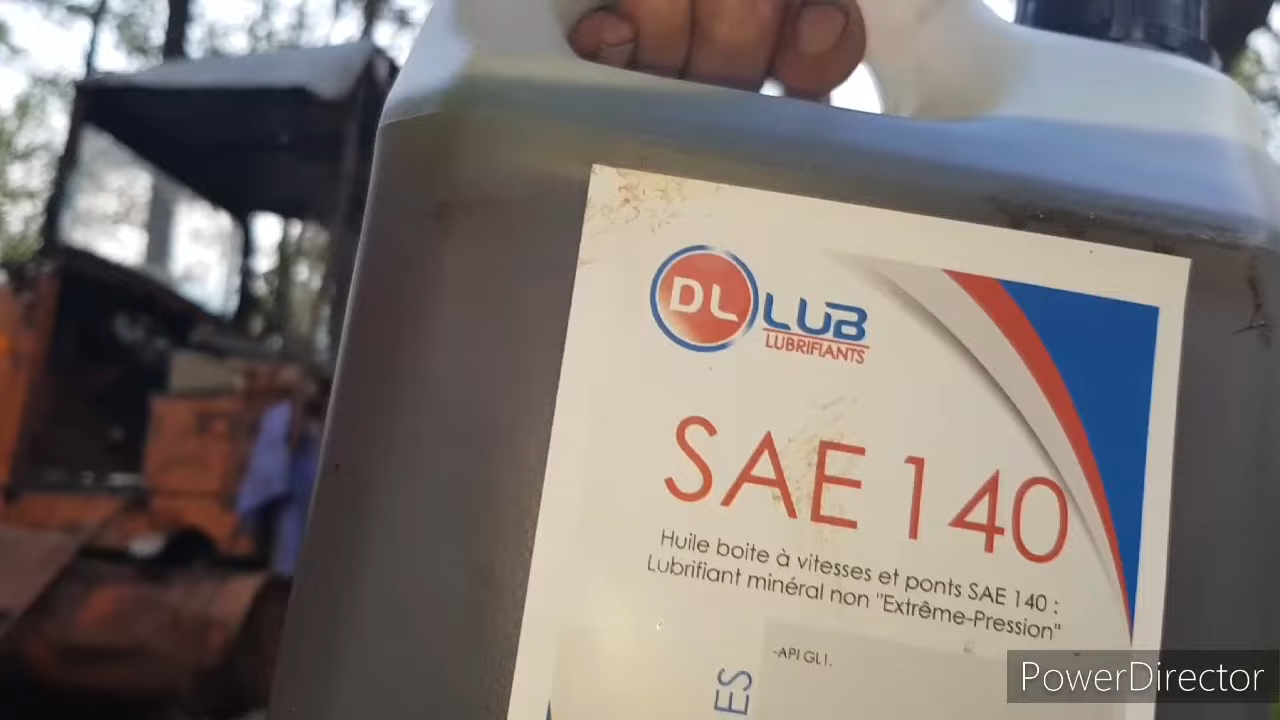 DL LUB
LUBRIFIANTS
SAE 140
Huile boite à vitesses et ponts SAE 140 :
Lubrifiant minéral non "Extrême-Pression"
-API GL1.
ES
PowerDirector